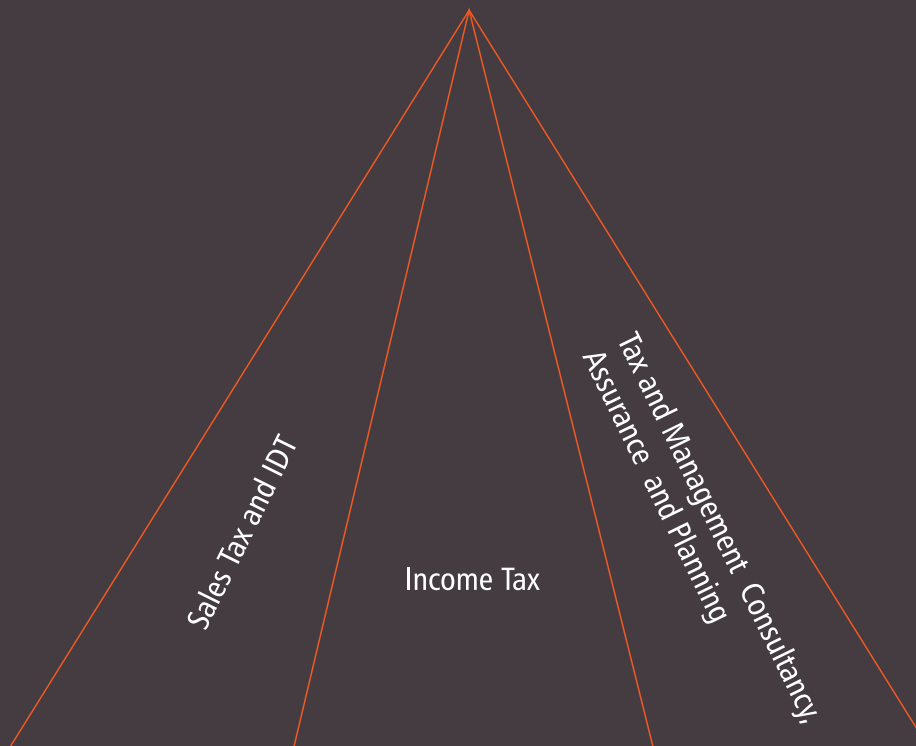 Sales Tax and IDT
Income Tax
Tax and Management Consultancy,
Assurance and Planning